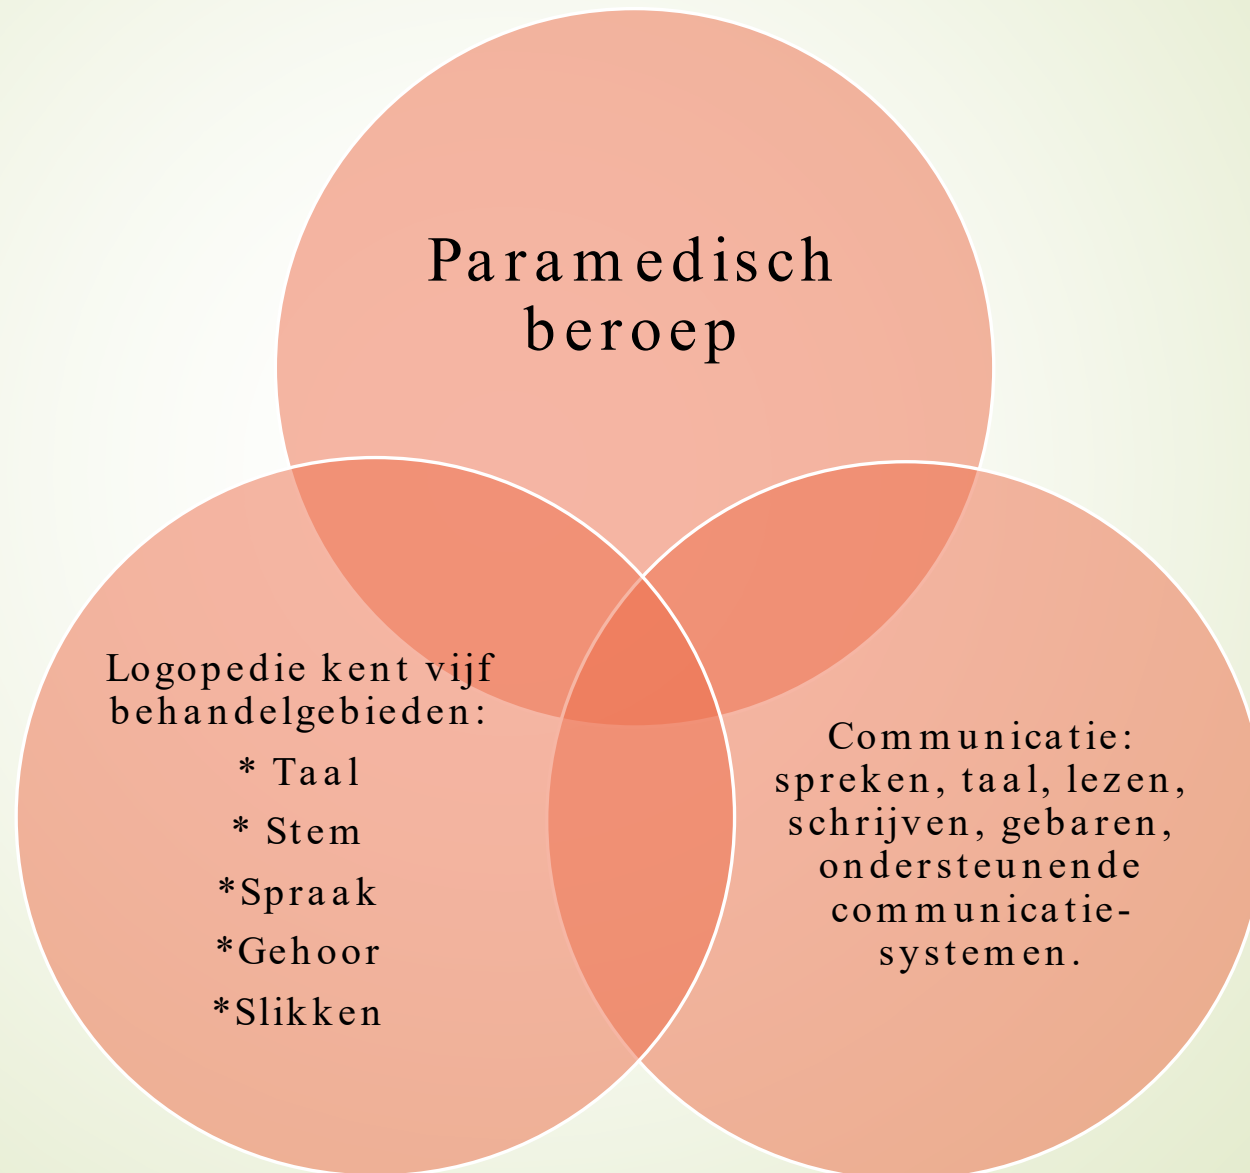 Paramedisch
beroep
Logopedie kent vijf
behandelgebieden:
* Taal
* Stem
*Spraak
*Gehoor
*Slikken
Communicatie:
spreken, taal, lezen,
schrijven, gebaren,
ondersteunende
communicatie-
systemen.